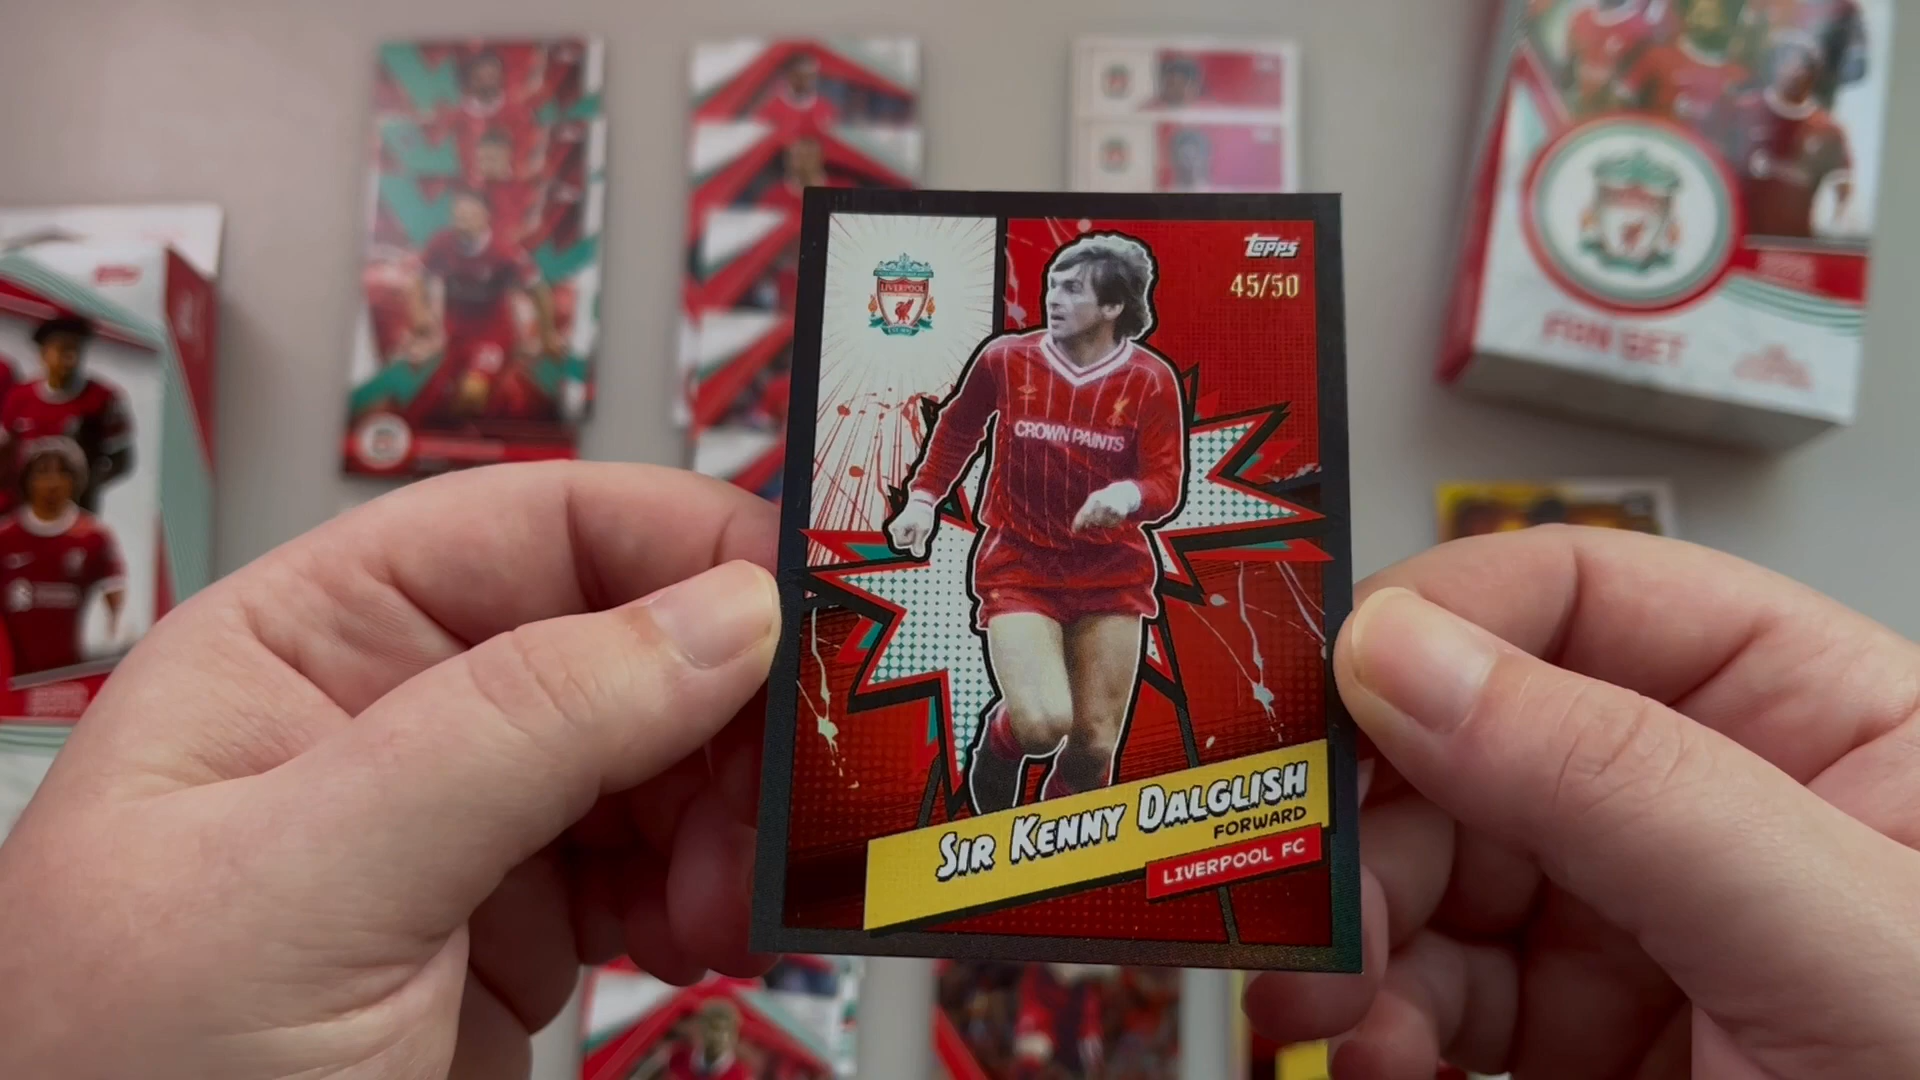 topps
45/50
LIVERPOOL
CROWN PAINTS
SIR KENNY DALGLISH
FORWARD
LIVERPOOL FC
FAN SET